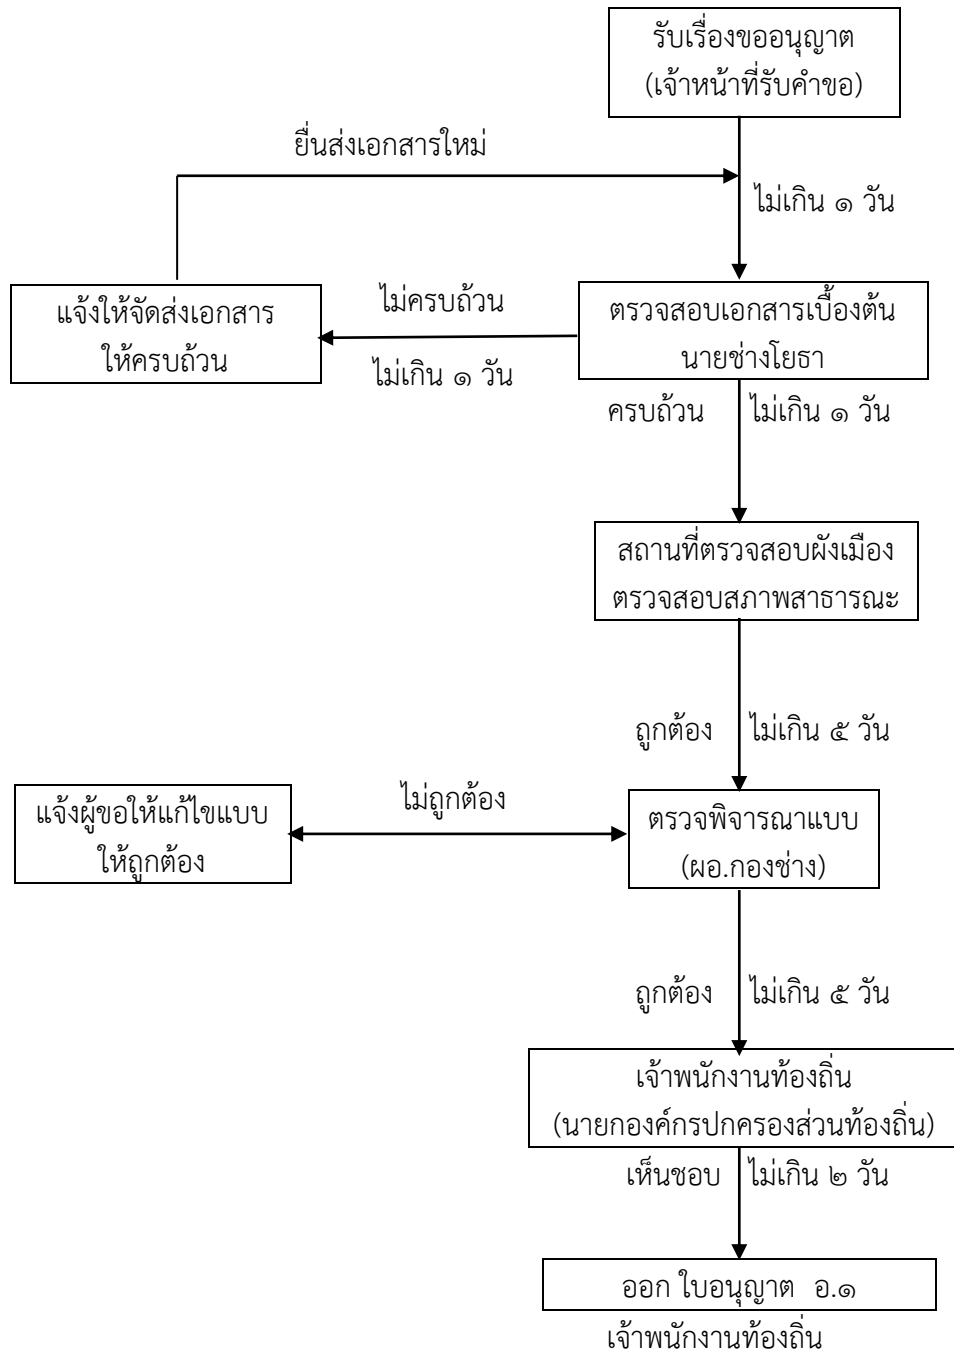 รับเรื่องขออนุญาต
(เจ้าหน้าที่รับคำขอ)
ยื่นส่งเอกสารใหม่
ไม่เกิน ๑ วัน
แจ้งให้จัดส่งเอกสาร
ให้ครบถ้วน
ไม่ครบถ้วน
ไม่เกิน ๑ วัน
ตรวจสอบเอกสารเบื้องต้น
นายช่างโยธา
ครบถ้วน ไม่เกิน ๑ วัน
สถานที่ตรวจสอบผังเมือง
ตรวจสอบสภาพสาธารณะ
ถูกต้อง ไม่เกิน ๕ วัน
แจ้งผู้ขอให้แก้ไขแบบ
ให้ถูกต้อง
ไม่ถูกต้อง
ตรวจพิจารณาแบบ
(ผอ.กองช่าง)
ถูกต้อง ไม่เกิน ๕ วัน
เจ้าพนักงานท้องถิ่น
(นายกองค์กรปกครองส่วนท้องถิ่น)
เห็นชอบ ไม่เกิน ๒ วัน
ออก ใบอนุญาต อ.๑
เจ้าพนักงานท้องถิ่น